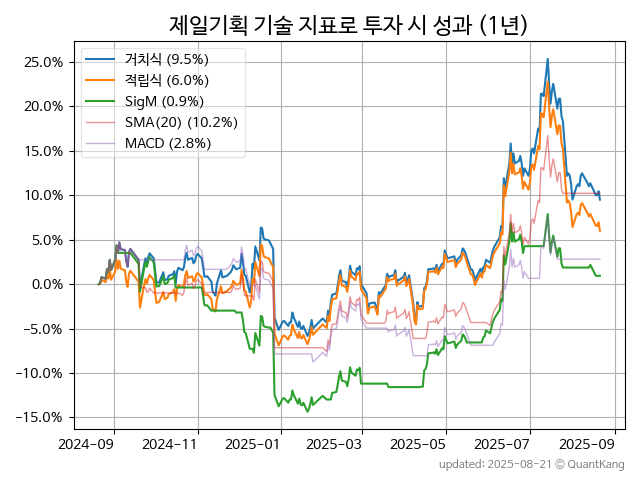 제일기획 기술 지표로 투자 시 성과 (1년)
거치식 (9.5%)
적립식 (6.0%)
SigM (0.9%)
SMA(20) (10.2%)
MACD (2.8%)
25.0%
20.0%
15.0%
10.0%
5.0%
0.0%
−5.0%
−10.0%
−15.0%
2024-09 2024-11 2025-01 2025-03 2025-05 2025-07 2025-09
updated: 2025-08-21 © QuantKang